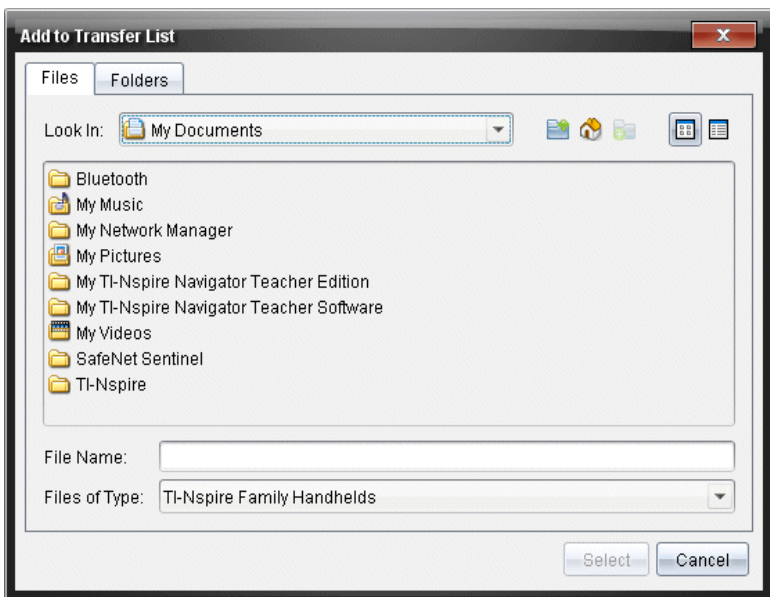 Add to Transfer List
Files Folders
Look In: My Documents
Bluetooth
My Music
My Network Manager
My Pictures
My TI-Nspire Navigator Teacher Edition
My TI-Nspire Navigator Teacher Software
My Videos
SafeNet Sentinel
TI-Nspire
File Name:
Files of Type: TI-Nspire Family Handhelds
Select Cancel